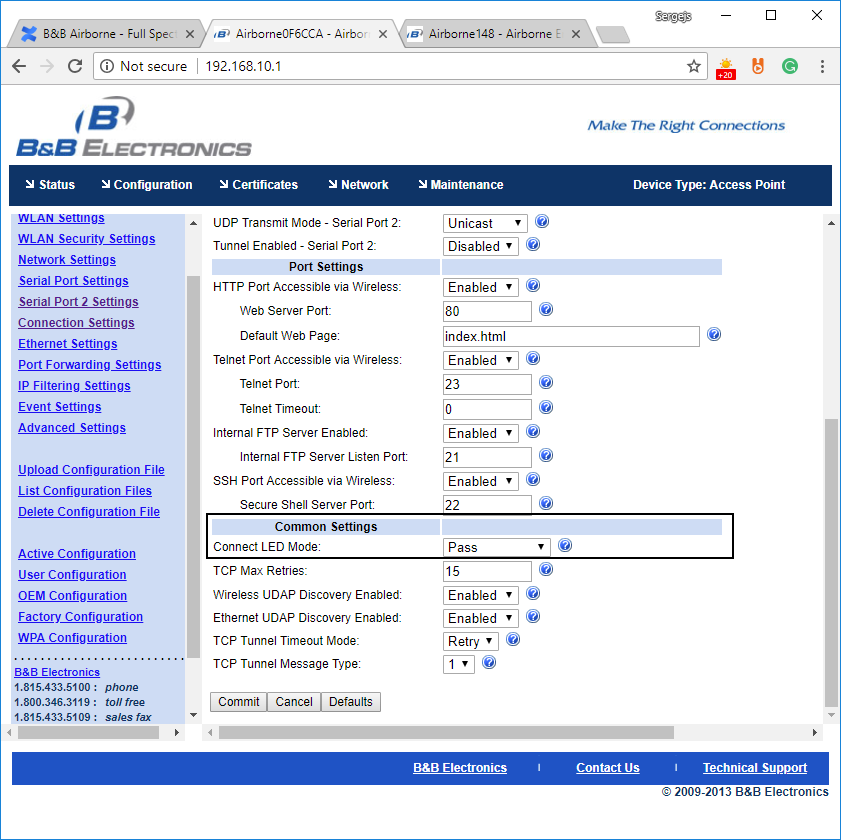 Sergejs
B&B Airborne - Full Spect
Airborne0F6CCA - Airbor
Airborne148 - Airborne E
Not secure
192.168.10.1
+20
B&B ELECTRONICS
Make The Right Connections
Status Configuration Certificates Network Maintenance Device Type: Access Point
WLAN Settings
WLAN Security Settings
Network Settings
Serial Port Settings
Serial Port 2 Settings
Connection Settings
Ethernet Settings
Port Forwarding Settings
IP Filtering Settings
Event Settings
Advanced Settings
Upload Configuration File
List Configuration Files
Delete Configuration File
Active Configuration
User Configuration
OEM Configuration
Factory Configuration
WPA Configuration
B&B Electronics
1.815.433.5100 : phone
1.800.346.3119 : toll free
1.815.433.5109 : sales fax
UDP Transmit Mode - Serial Port 2: Unicast
Tunnel Enabled - Serial Port 2: Disabled
Port Settings
HTTP Port Accessible via Wireless: Enabled
Web Server Port: 80
Default Web Page: index.html
Telnet Port Accessible via Wireless: Enabled
Telnet Port: 23
Telnet Timeout: 0
Internal FTP Server Enabled: Enabled
Internal FTP Server Listen Port: 21
SSH Port Accessible via Wireless: Enabled
Secure Shell Server Port: 22
Common Settings
Connect LED Mode: Pass
TCP Max Retries: 15
Wireless UDAP Discovery Enabled: Enabled
Ethernet UDAP Discovery Enabled: Enabled
TCP Tunnel Timeout Mode: Retry
TCP Tunnel Message Type: 1
Commit Cancel Defaults
B&B Electronics | Contact Us | Technical Support
© 2009-2013 B&B Electronics